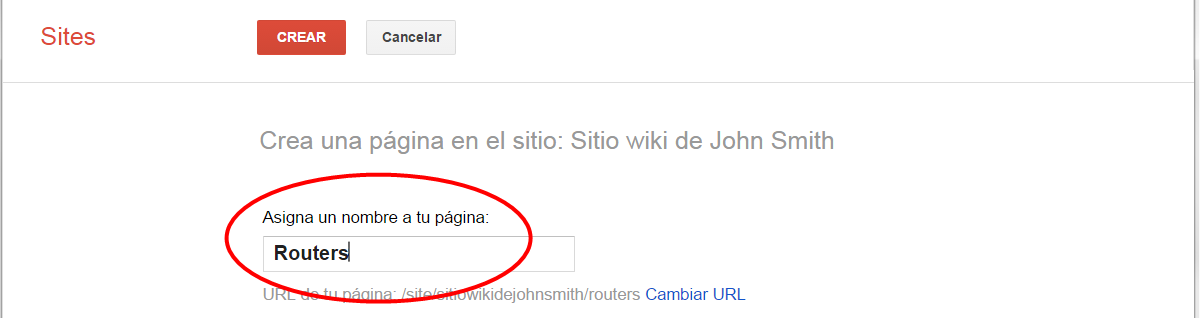 Sites
CREAR
Cancelar
Crea una página en el sitio: Sitio wiki de John Smith
Asigna un nombre a tu página:
Routers
URL de tu página: /site/sitiowikidejohnsmith/routers Cambiar URL